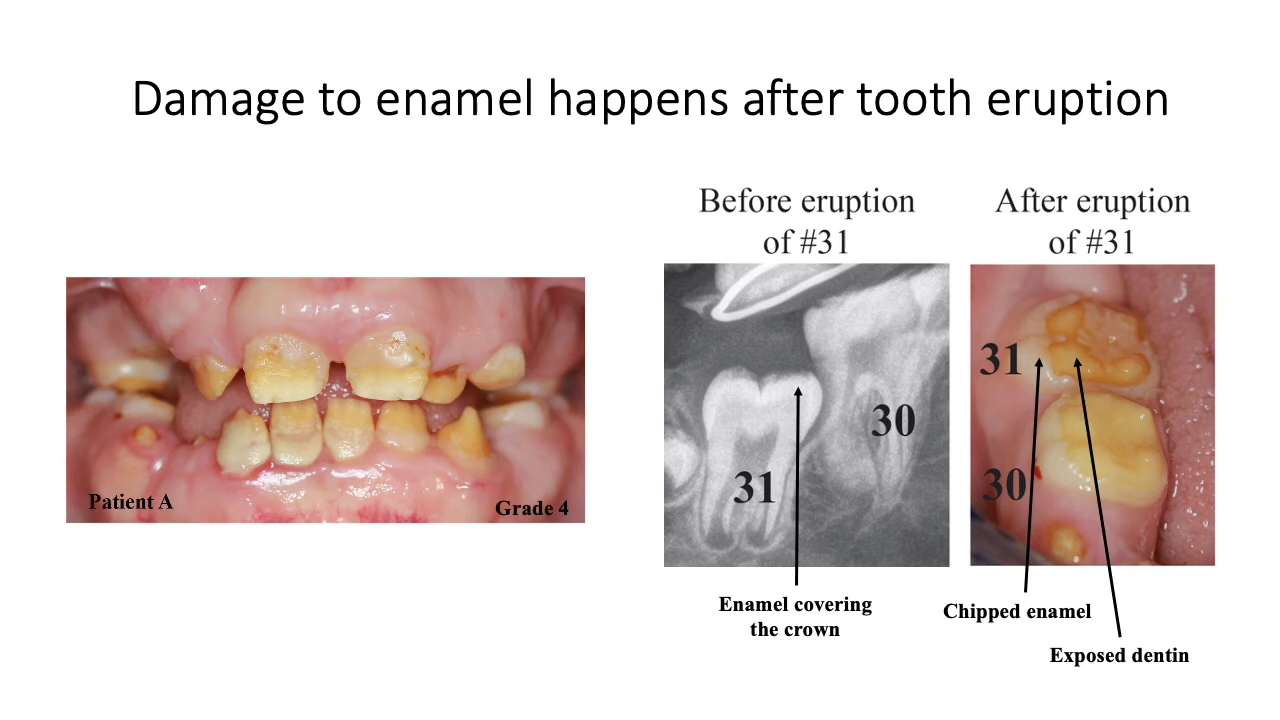 Damage to enamel happens after tooth eruption
Before eruption
of #31
After eruption
of #31
Patient A
Grade 4
31
30
31
30
Enamel covering
the crown
Chipped enamel
Exposed dentin